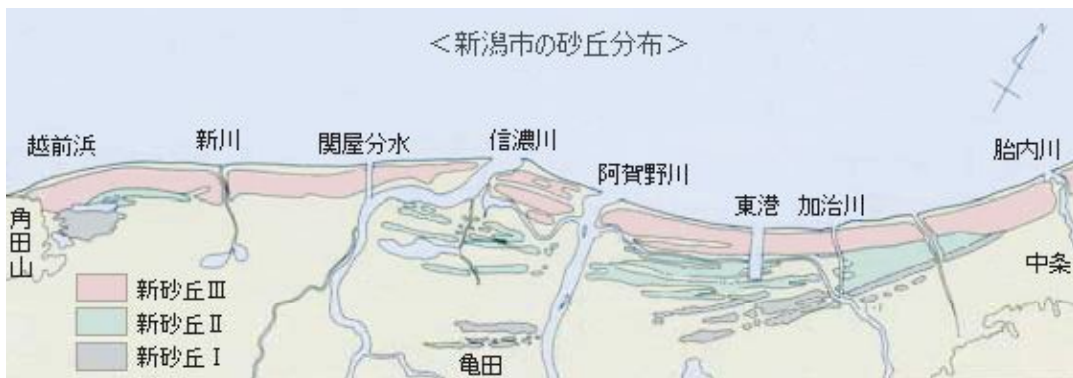 ＜新潟市の砂丘分布＞
越前浜
新川
関屋分水
信濃川
阿賀野川
東港
加治川
胎内川
角田山
中条
亀田
新砂丘Ⅲ
新砂丘Ⅱ
新砂丘Ⅰ